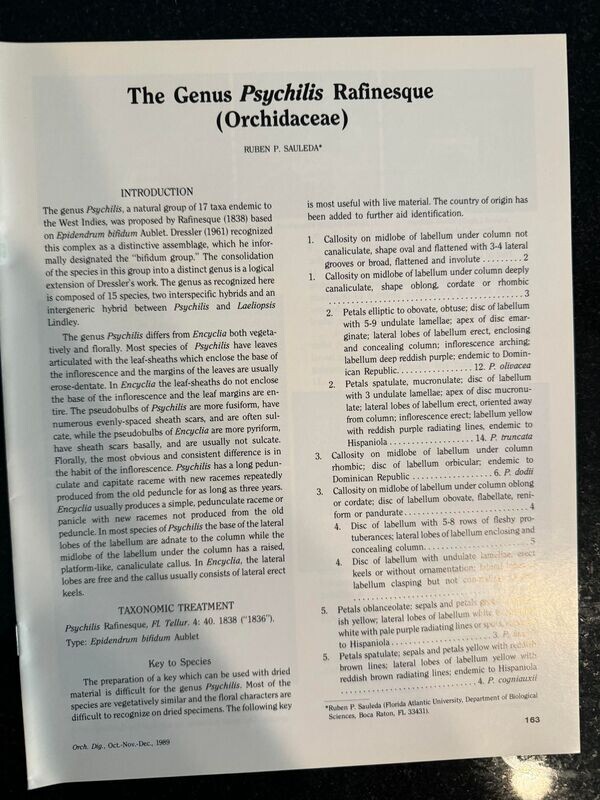 The Genus Psychilis Rafinesque
(Orchidaceae)
RUBEN P. SAULEDA*
INTRODUCTION
The genus Psychilis, a natural group of 17 taxa endemic to
the West Indies, was proposed by Rafinesque (1838) based
on Epidendrum bifidum Aublet. Dressler (1961) recognized
this complex as a distinctive assemblage, which he infor-
mally designated the "bifidum group." The consolidation
of the species in this group into a distinct genus is a logical
extension of Dressler's work. The genus as recognized here
is composed of 15 species, two interspecific hybrids and an
intergeneric hybrid between Psychilis and Laeliopsis
Lindley.
The genus Psychilis differs from Encyclia both vegeta-
tively and florally. Most species of Psychilis have leaves
articulated with the leaf-sheaths which enclose the base of
the inflorescence and the margins of the leaves are usually
erose-dentate. In Encyclia the leaf-sheaths do not enclose
the base of the inflorescence and the leaf margins are en-
tire. The pseudobulbs of Psychilis are more fusiform, have
numerous evenly-spaced sheath scars, and are often sul-
cate, while the pseudobulbs of Encyclia are more pyriform,
have sheath scars basally, and are usually not sulcate.
Florally, the most obvious and consistent difference is in
the habit of the inflorescence. Psychilis has a long pedun-
culate and capitate raceme with new racemes repeatedly
produced from the old peduncle for as long as three years.
Encyclia usually produces a simple, pedunculate raceme or
panicle with new racemes not produced from the old
peduncle. In most species of Psychilis the base of the lateral
lobes of the labellum are adnate to the column while the
midlobe of the labellum under the column has a raised,
platform-like, canaliculate callus. In Encyclia, the lateral
lobes are free and the callus usually consists of lateral erect
keels.
TAXONOMIC TREATMENT
Psychilis Rafinesque, Fl. Tellur. 4: 40. 1838 ("1836").
Type: Epidendrum bifidum Aublet
Key to Species
The preparation of a key which can be used with dried
material is difficult for the genus Psychilis. Most of the
species are vegetatively similar and the floral characters are
difficult to recognize on dried specimens. The following key
is most useful with live material. The country of origin has
been added to further aid identification.
1. Callosity on midlobe of labellum under column not
canaliculate, shape oval and flattened with 3-4 lateral
grooves or broad, flattened and involute . . . . . . . . . 2
1. Callosity on midlobe of labellum under column deeply
canaliculate, shape oblong, cordate or rhombic
. . . . . . . . . . . . . . . . . . . . . . . . . . . . . . . . . . 3
2. Petals elliptic to obovate, obtuse; disc of labellum
with 5-9 undulate lamellae; apex of disc emar-
ginate; lateral lobes of labellum erect, enclosing
and concealing column; inflorescence arching;
labellum deep reddish purple; endemic to Domin-
ican Republic. . . . . . . . . . . . . . . . 12. P. olivacea
2. Petals spatulate, mucronulate; disc of labellum
with 3 undulate lamellae; apex of disc mucronu-
late; lateral lobes of labellum erect, oriented away
from column; inflorescence erect; labellum yellow
with reddish purple radiating lines, endemic to
Hispaniola . . . . . . . . . . . . . . . . . . 14. P. truncata
3. Callosity on midlobe of labellum under column
rhombic; disc of labellum orbicular; endemic to
Dominican Republic . . . . . . . . . . . . . . . 6. P. dodii
3. Callosity on midlobe of labellum under column oblong
or cordate; disc of labellum obovate, flabellate, reni-
form or pandurate . . . . . . . . . . . . . . . . . . . . . . . 4
4. Disc of labellum with 5-8 rows of fleshy pro-
tuberances; lateral lobes of labellum enclosing and
concealing column. . . . . . . . . . . . . . . . . . . . . 5
4. Disc of labellum with undulate lamellae, erect
keels or without ornamentation; lateral lobes of
labellum clasping but not
5. Petals oblanceolate; sepals and petals
ish yellow; lateral lobes of labellum white
white with pale purple radiating lines or
to Hispaniola . . . . . . . . . . . . . . . . . . 3. P.
5. Petals spatulate; sepals and petals yellow with reddish
brown lines; lateral lobes of labellum yellow with
reddish brown radiating lines; endemic to Hispaniola
. . . . . . . . . . . . . . . . . . . . . . . . 4. P. cogniauxii
*Ruben P. Sauleda (Florida Atlantic University, Department of Biological
Sciences, Boca Raton, FL 33431).
Orch. Dig., Oct.-Nov.-Dec., 1989
163